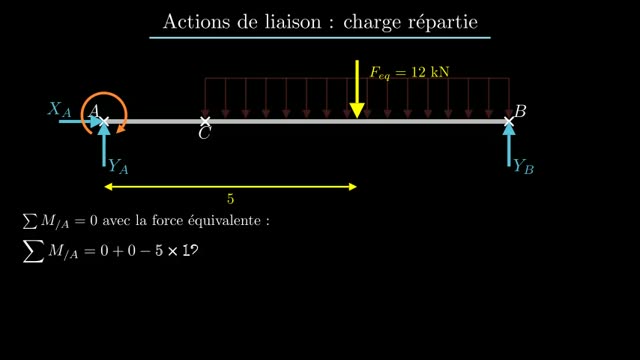 Actions de liaison : charge répartie
F_eq = 12 kN
X_A
A
B
C
Y_A
Y_B
5
∑ M_/A = 0 avec la force équivalente :
∑ M_/A = 0 + 0 − 5 × 1